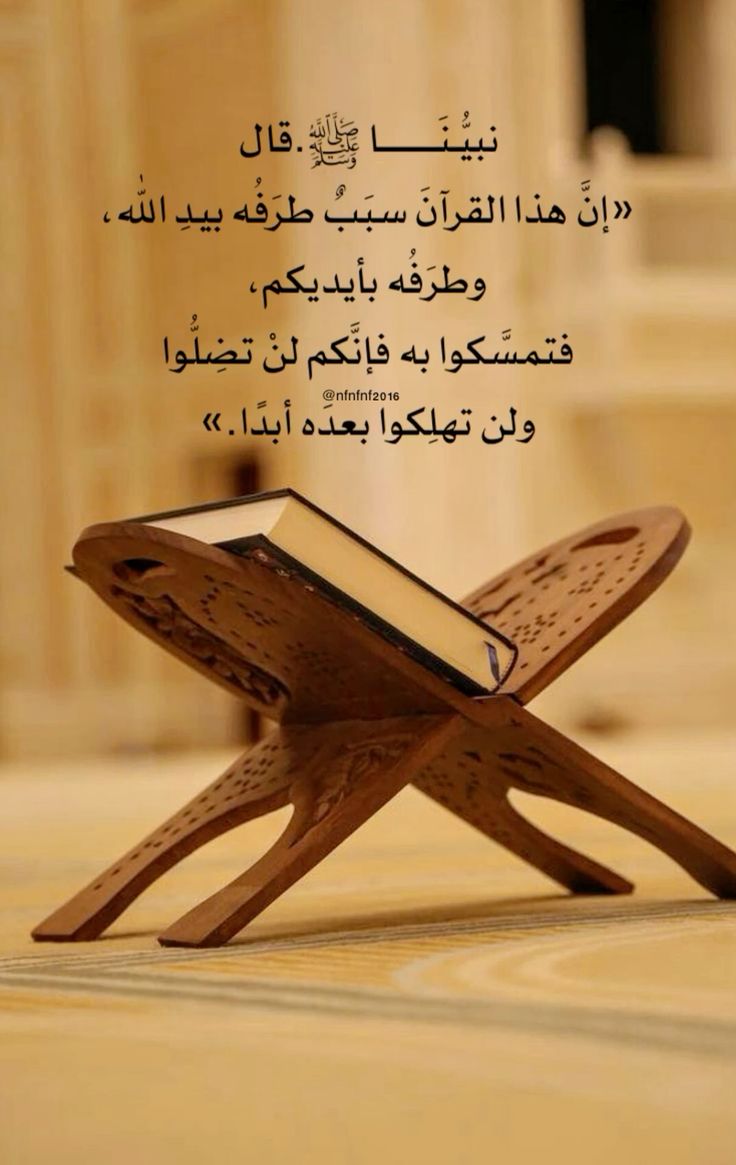 نبيُّنَــــا ﷺ.قال
«إنَّ هذا القرآنَ سبَبٌ طرَفُه بيدِ اللهِ،
وطرَفُه بأيديكم،
فتمسَّكوا به فإنَّكم لنْ تضِلُّوا
@nfnfnf2016
ولن تهلِكوا بعدَه أبدًا.»